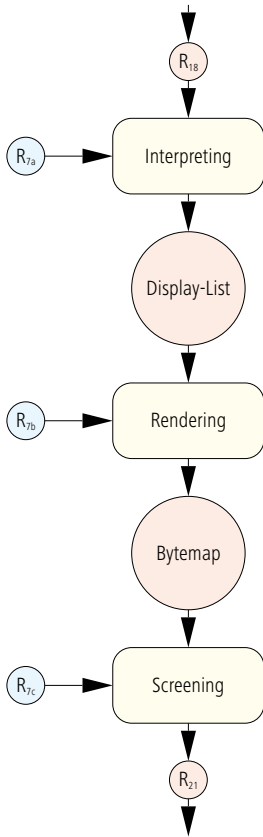 R18
R7a
Interpreting
Display-List
R7b
Rendering
Bytemap
R7c
Screening
R21